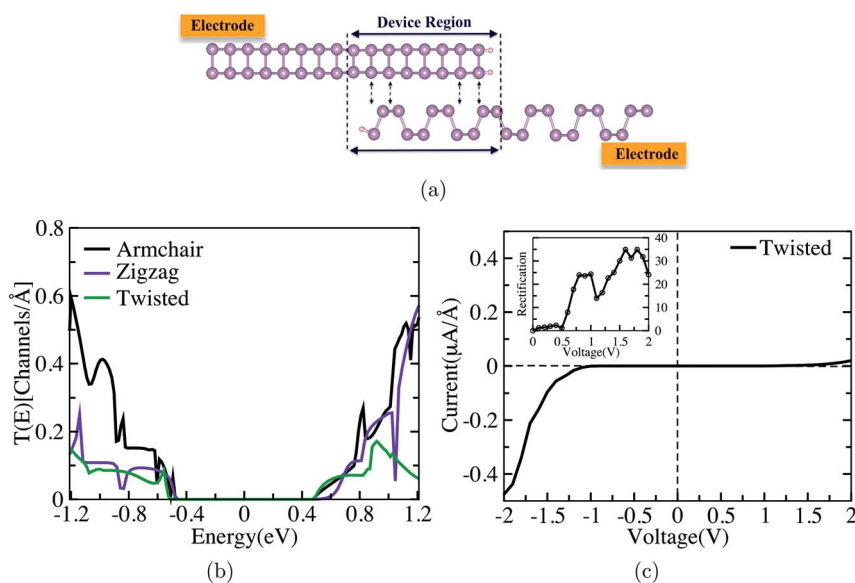 Electrode
Device Region
Electrode
(a)
0.8
0.6
0.4
0.2
0
T(E)[Channels/Å]
Armchair
Zigzag
Twisted
-1.2 -0.8 -0.4 0 0.4 0.8 1.2
Energy(eV)
(b)
0.4
0.2
0
-0.2
-0.4
Current(μA/Å)
Twisted
Rectification
40
30
20
10
0
0 0.5 1 1.5 2
Voltage(V)
-2 -1.5 -1 -0.5 0 0.5 1 1.5 2
Voltage(V)
(c)